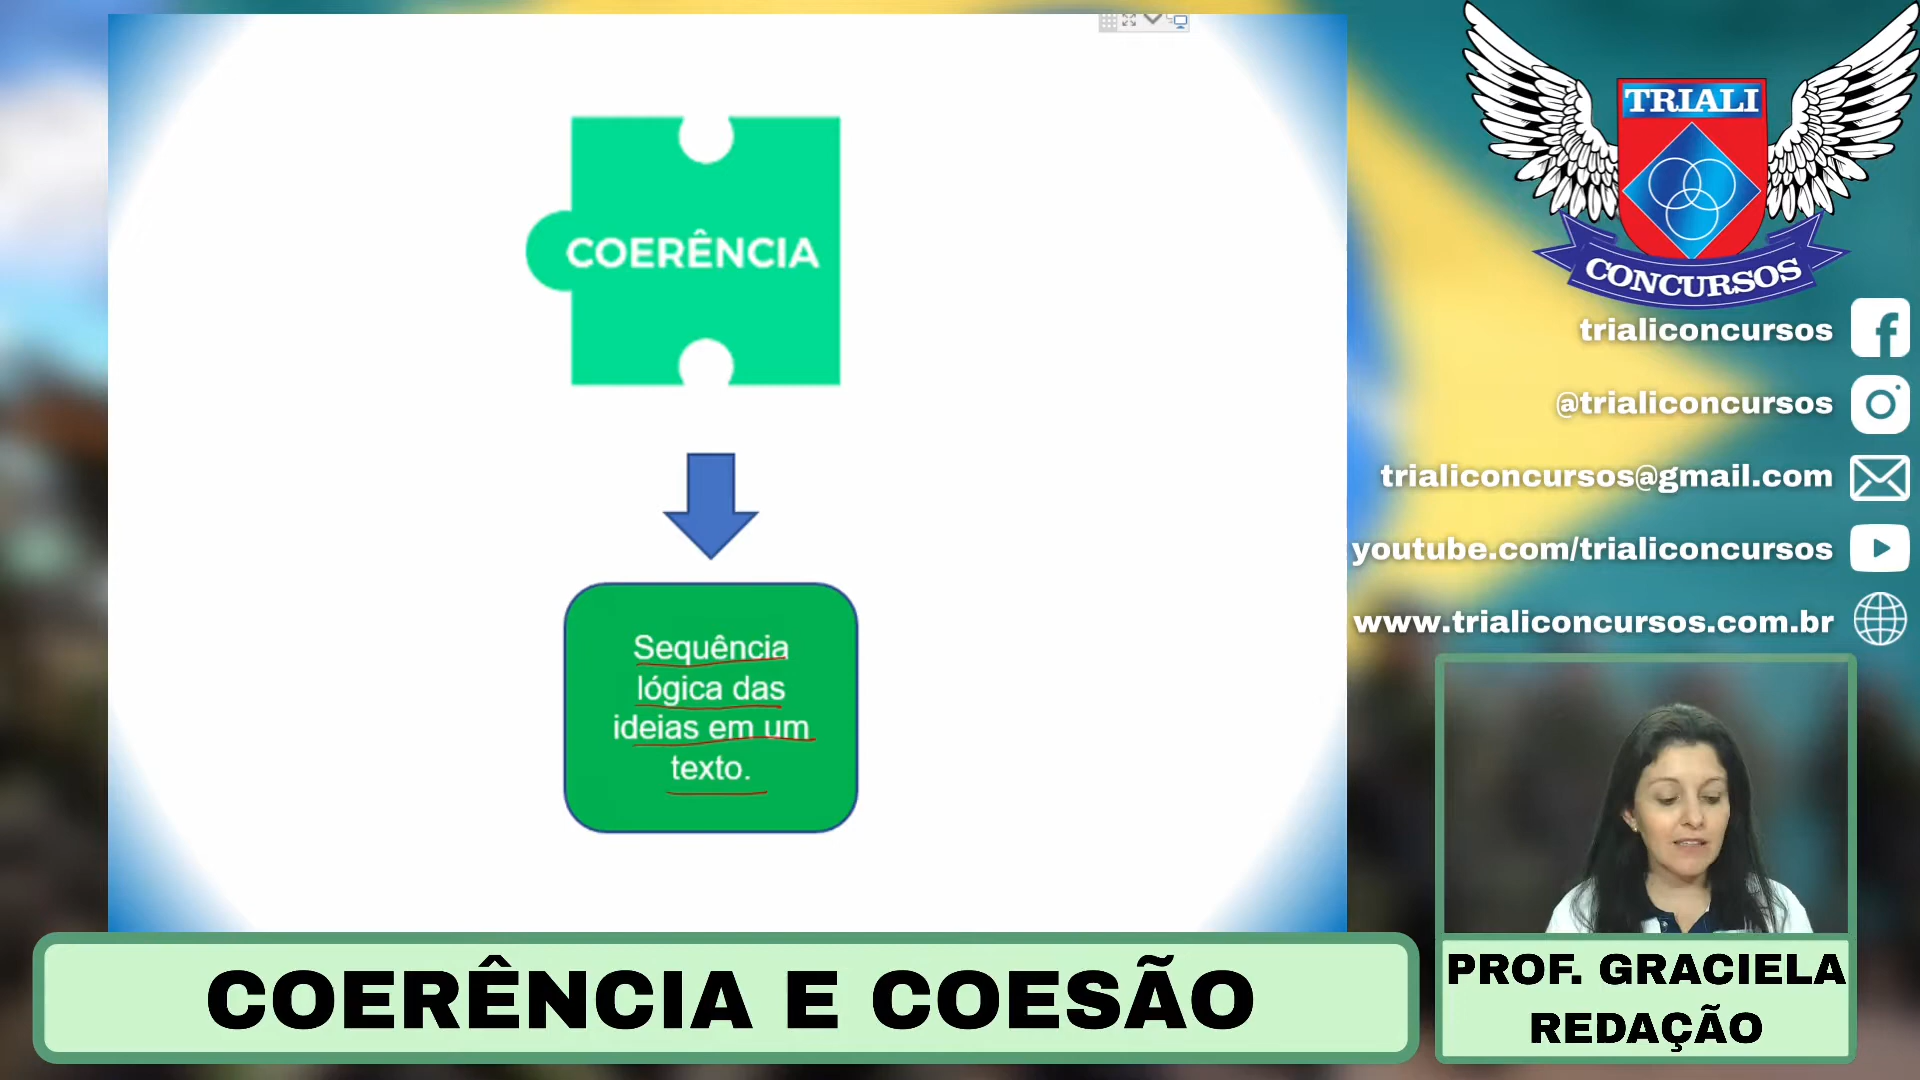 COERÊNCIA
Sequência
lógica das
ideias em um
texto.
TRIALI
CONCURSOS
trialiconcursos
@trialiconcursos
trialiconcursos@gmail.com
youtube.com/trialiconcursos
www.trialiconcursos.com.br
COERÊNCIA E COESÃO
PROF. GRACIELA
REDAÇÃO